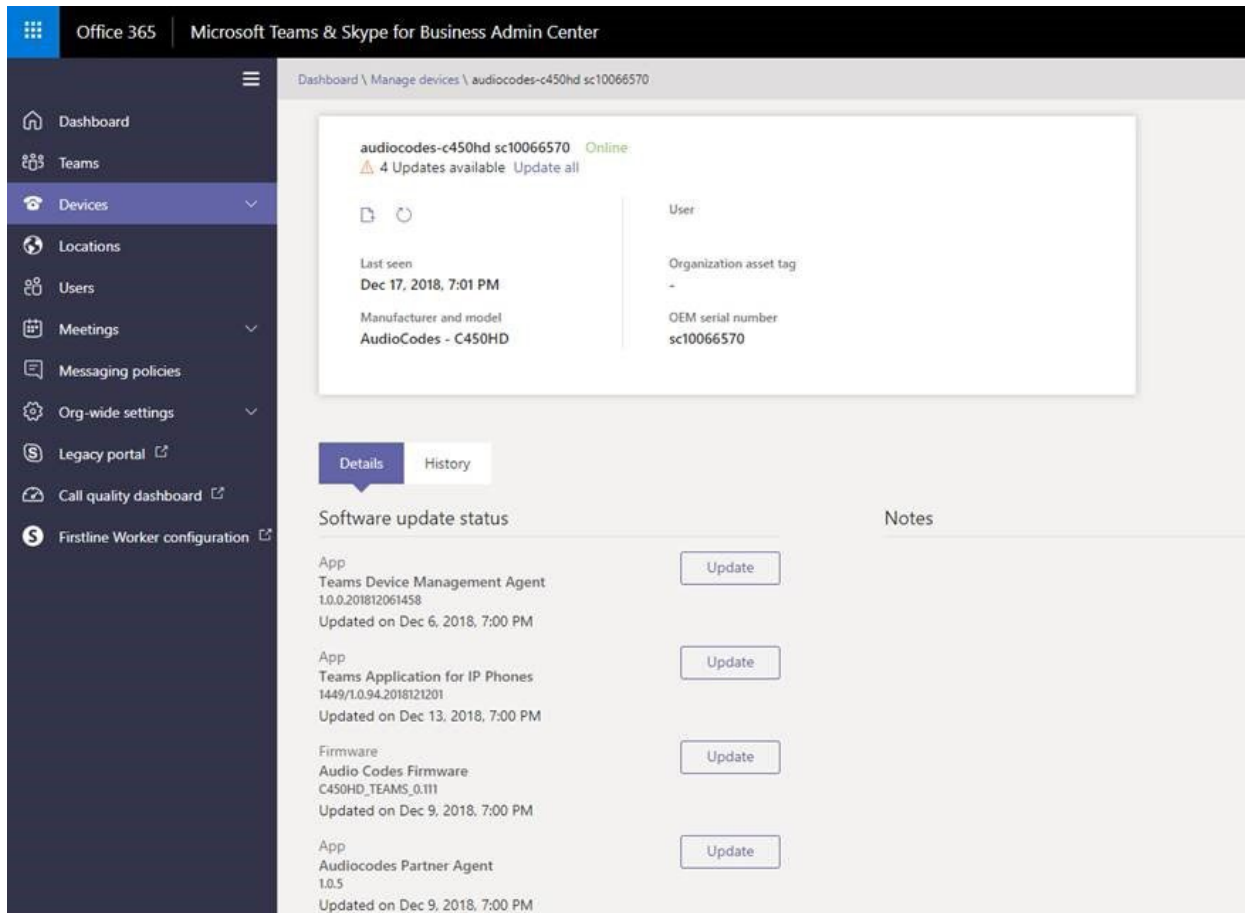 Office 365
Microsoft Teams & Skype for Business Admin Center
Dashboard \ Manage devices \ audiocodes-c450hd sc10066570
Dashboard
Teams
Devices
Locations
Users
Meetings
Messaging policies
Org-wide settings
Legacy portal
Call quality dashboard
Firstline Worker configuration
audiocodes-c450hd sc10066570 Online
4 Updates available Update all
Last seen
Dec 17, 2018, 7:01 PM
Manufacturer and model
AudioCodes - C450HD
User
Organization asset tag
-
OEM serial number
sc10066570
Details
History
Software update status
App
Teams Device Management Agent
1.0.0.201812061458
Updated on Dec 6, 2018, 7:00 PM
Update
App
Teams Application for IP Phones
1449/1.0.94.2018121201
Updated on Dec 13, 2018, 7:00 PM
Update
Firmware
Audio Codes Firmware
C450HD_TEAMS_0.111
Updated on Dec 9, 2018, 7:00 PM
Update
App
Audiocodes Partner Agent
1.0.5
Updated on Dec 9, 2018, 7:00 PM
Update
Notes